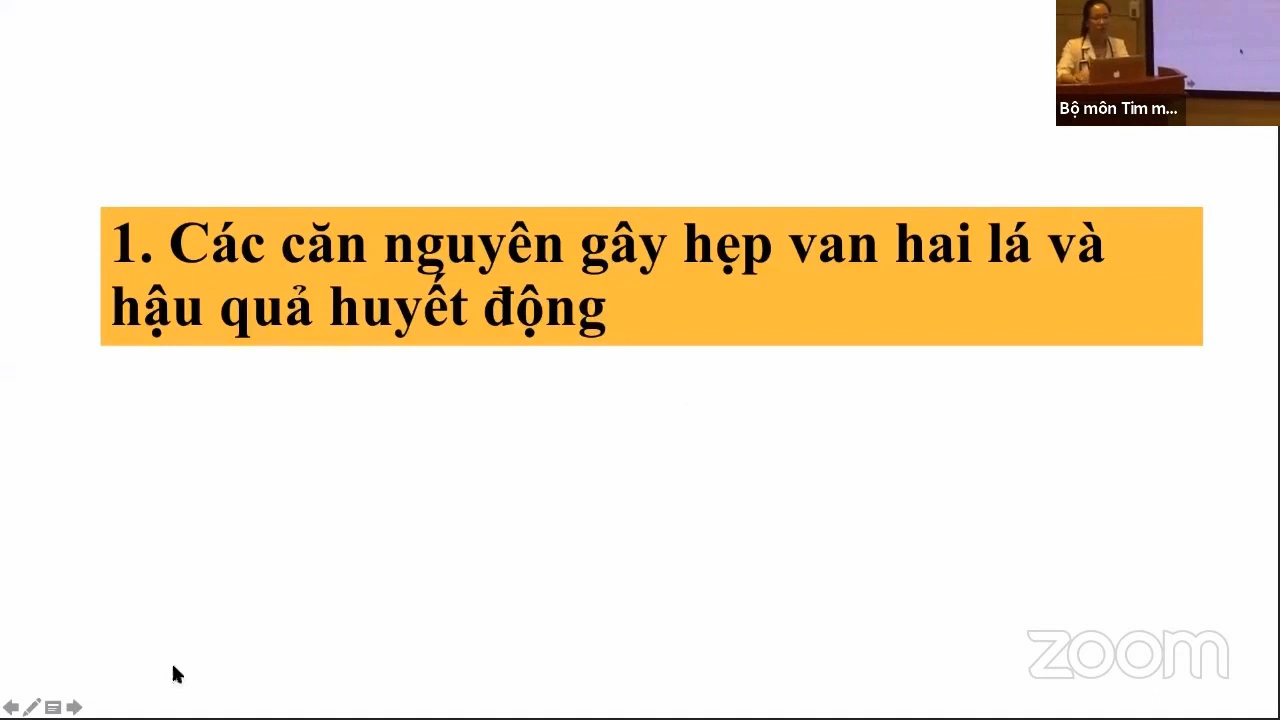 Bộ môn Tim m...
1. Các căn nguyên gây hẹp van hai lá và
hậu quả huyết động
zoom